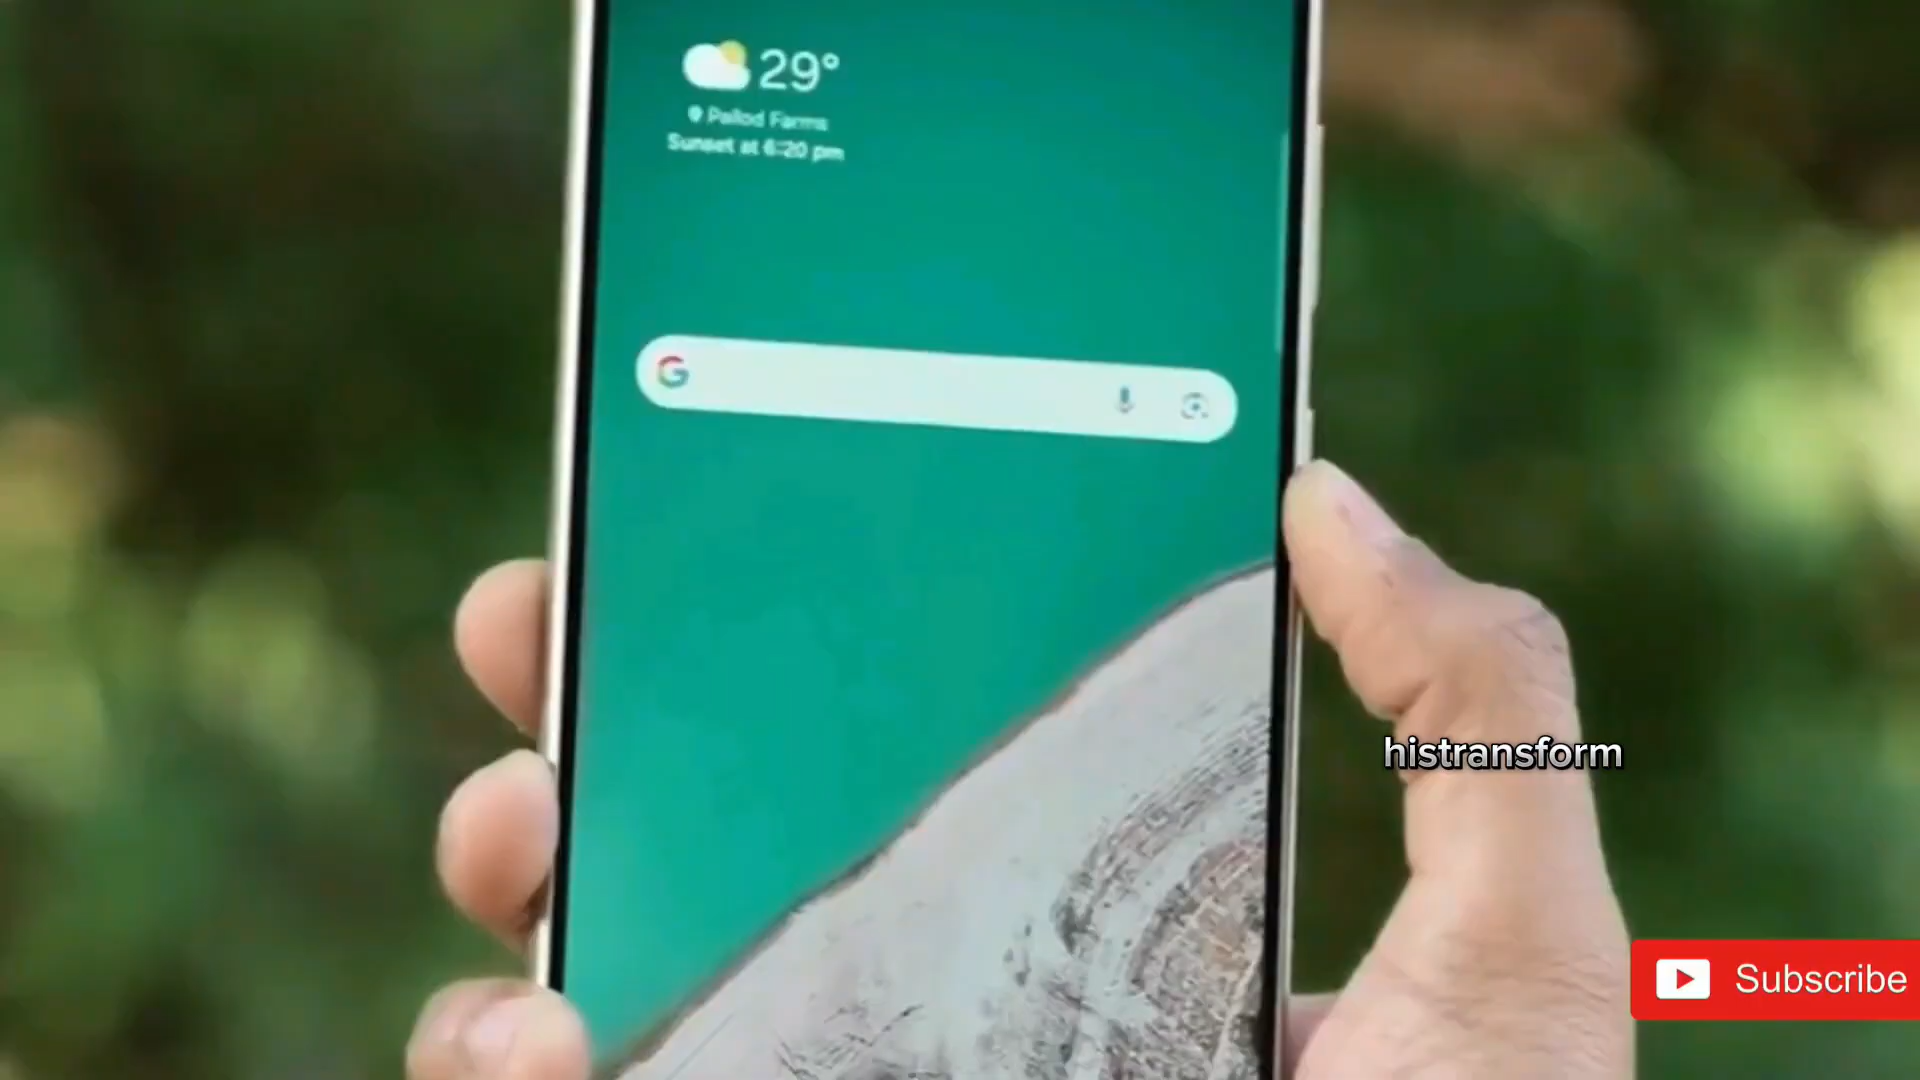 29°
Pallod Farms
Sunset at 6:20 pm
G
histransform
Subscribe